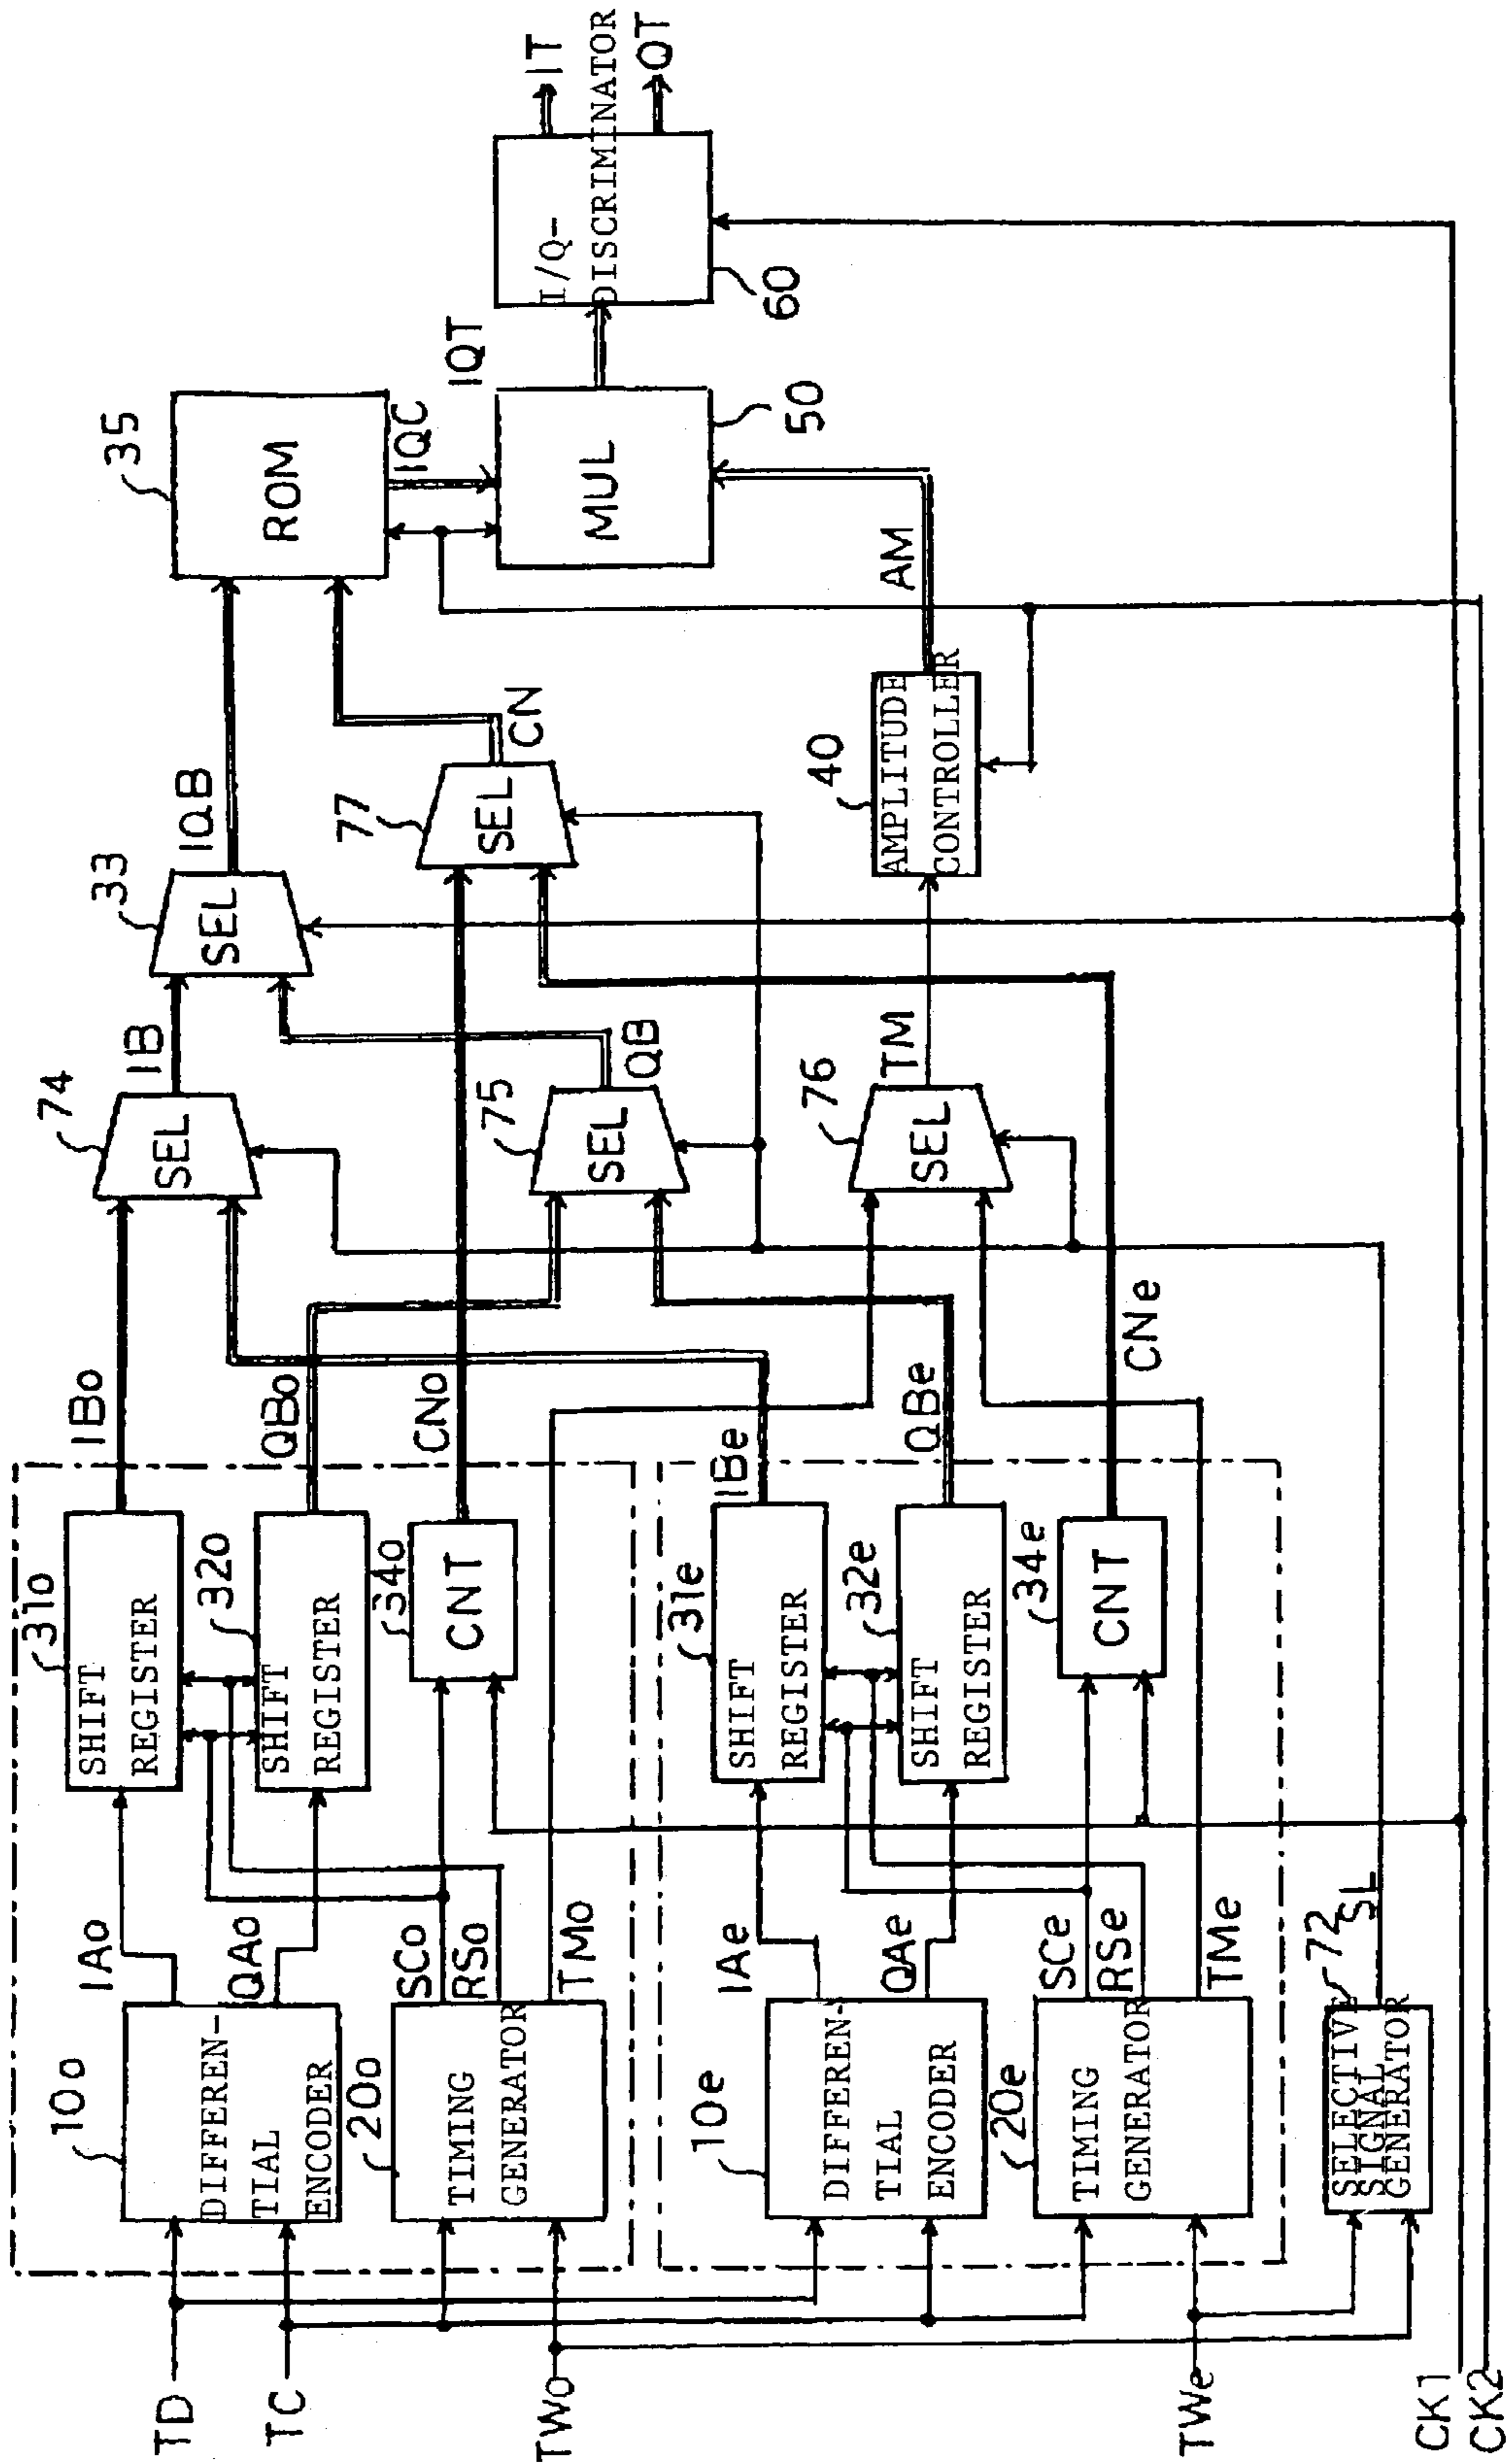 TD
TC
TWo
TWe
CK1
CK2
10o
DIFFEREN-
TIAL
ENCODER
IAo
QAo
20o
TIMING
GENERATOR
SCo
RSo
TMo
31o
SHIFT
REGISTER
32o
SHIFT
REGISTER
34o
CNT
IBo
QBo
CNo
10e
DIFFEREN-
TIAL
ENCODER
IAe
QAe
20e
TIMING
GENERATOR
SCe
RSe
TMe
31e
SHIFT
REGISTER
32e
SHIFT
REGISTER
34e
CNT
IBe
QBe
CNe
72
SELECTIVE
SIGNAL
GENERATOR
SL
74
SEL
IB
75
SEL
QB
76
SEL
TM
33
SEL
IQB
77
SEL
CN
40
AMPLITUDE
CONTROLLER
AM
35
ROM
IQC
MUL
50
IQT
I/Q-
DISCRIMINATOR
60
IT
QT